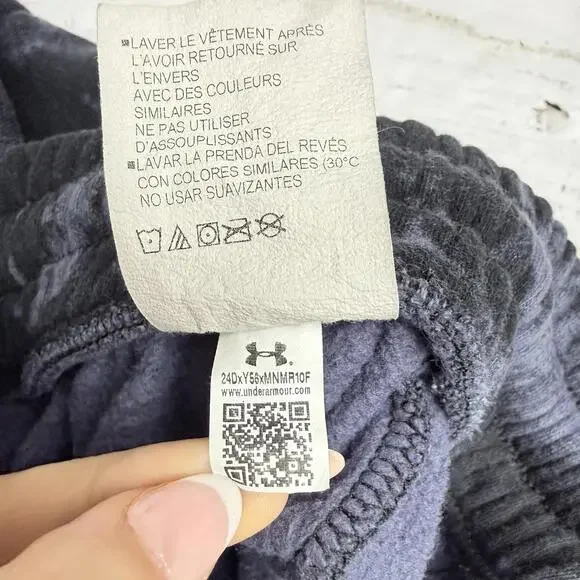 LAVER LE VÊTEMENT APRÈS
L'AVOIR RETOURNÉ SUR
L'ENVERS
AVEC DES COULEURS
SIMILAIRES
NE PAS UTILISER
D'ASSOUPLISSANTS
LAVAR LA PRENDA DEL REVÉS
CON COLORES SIMILARES (30°C
NO USAR SUAVIZANTES
24DxY56xMNMR10F
www.underarmour.com